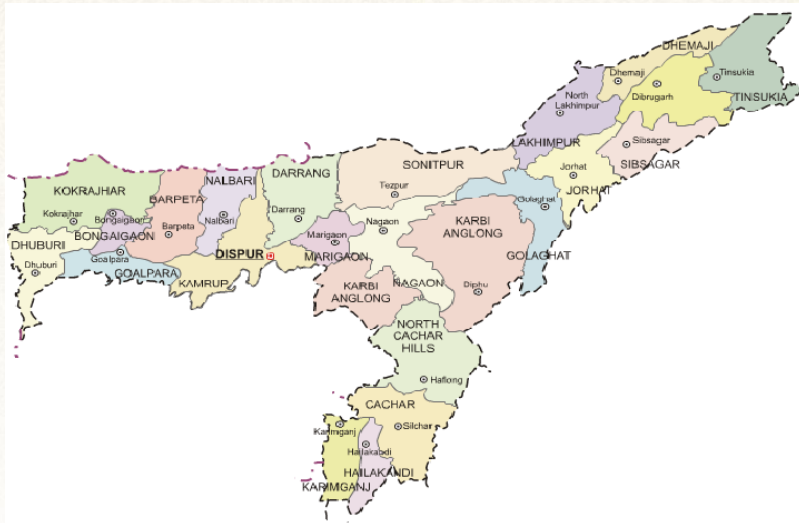 DHEMAJI
Dhemaji
Tinsukia
North
Lakhimpur
Dibrugarh
TINSUKIA
LAKHIMPUR
Sibsagar
SIBSAGAR
Jorhat
JORHAT
SONITPUR
DARRANG
NALBARI
KOKRAJHAR
BARPETA
Tezpur
Golaghat
Kokrajhar
Bongaigaon
Nalbari
Darrang
Nagaon
KARBI
ANGLONG
Barpeta
BONGAIGAON
Marigaon
DHUBURII
Goalpara
DISPUR
MARIGAON
GOLAGHAT
Dhuburi
GOALPARA
KAMRUP
KARBI
ANGLONG
NAGAON
Diphu
NORTH
CACHAR
HILLS
Haflong
CACHAR
Karimganj
Silchar
Hailakandi
HAILAKANDI
KARIMIGANJ